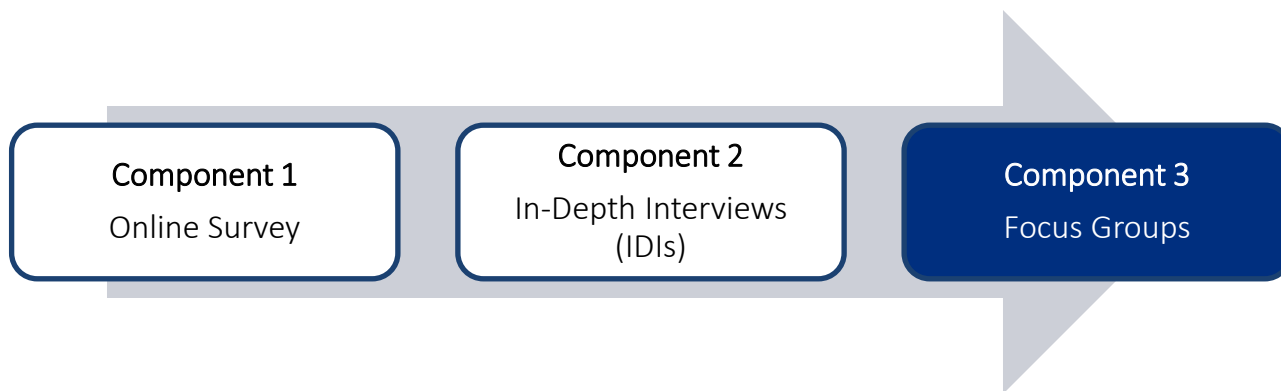 Component 1
Online Survey
Component 2
In-Depth Interviews
(IDIs)
Component 3
Focus Groups